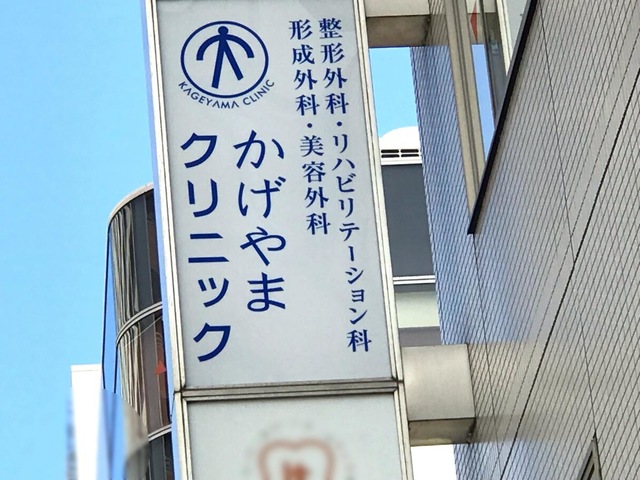 整形外科・リハビリテーション科
形成外科・美容外科
かげやま
クリニック
KAGEYAMA CLINIC